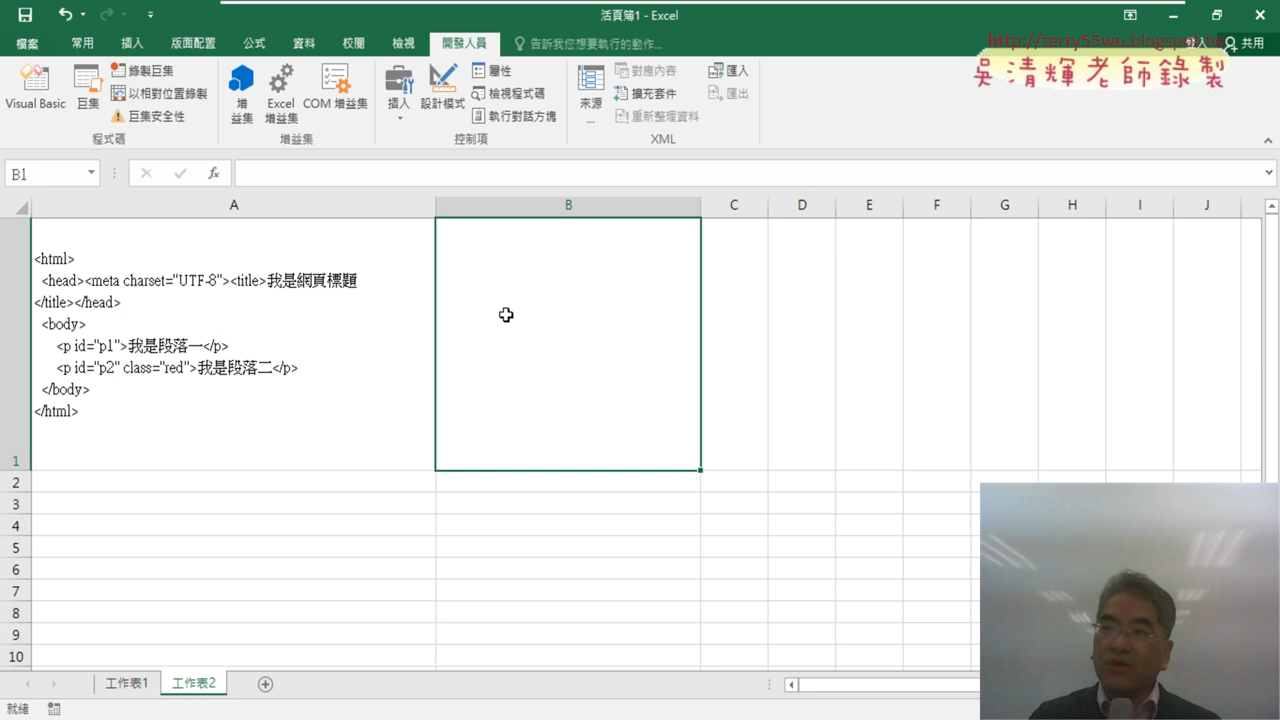 活頁簿1 - Excel
檔案 常用 插入 版面配置 公式 資料 校閱 檢視 開發人員 告訴我您想要執行的動作... 共用
http://terry55wu.blogspot.tw
吳清輝老師錄製
Visual Basic 巨集 錄製巨集 以相對位置錄製 巨集安全性
增益集 Excel 增益集 COM 增益集
插入 設計模式 屬性 檢視程式碼 執行對話方塊
來源 ... 對應內容 擴充套件 重新整理資料 匯入 匯出
程式碼 增益集 控制項 XML
B1 fx
A B C D E F G H I J
<html>
<head><meta charset="UTF-8"><title>我是網頁標題
</title></head>
<body>
<p id="p1">我是段落一</p>
<p id="p2" class="red">我是段落二</p>
</body>
</html>
1
2
3
4
5
6
7
8
9
10
工作表1 工作表2
就緒